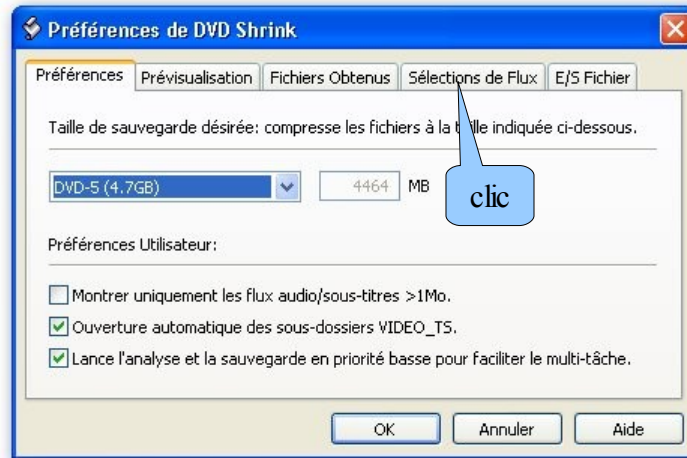 Préférences de DVD Shrink
Préférences Prévisualisation Fichiers Obtenus Sélections de Flux E/S Fichier
Taille de sauvegarde désirée: compresse les fichiers à la taille indiquée ci-dessous.
DVD-5 (4.7GB) 4464 MB
clic
Préférences Utilisateur:
Montrer uniquement les flux audio/sous-titres >1Mo.
Ouverture automatique des sous-dossiers VIDEO_TS.
Lance l'analyse et la sauvegarde en priorité basse pour faciliter le multi-tâche.
OK Annuler Aide